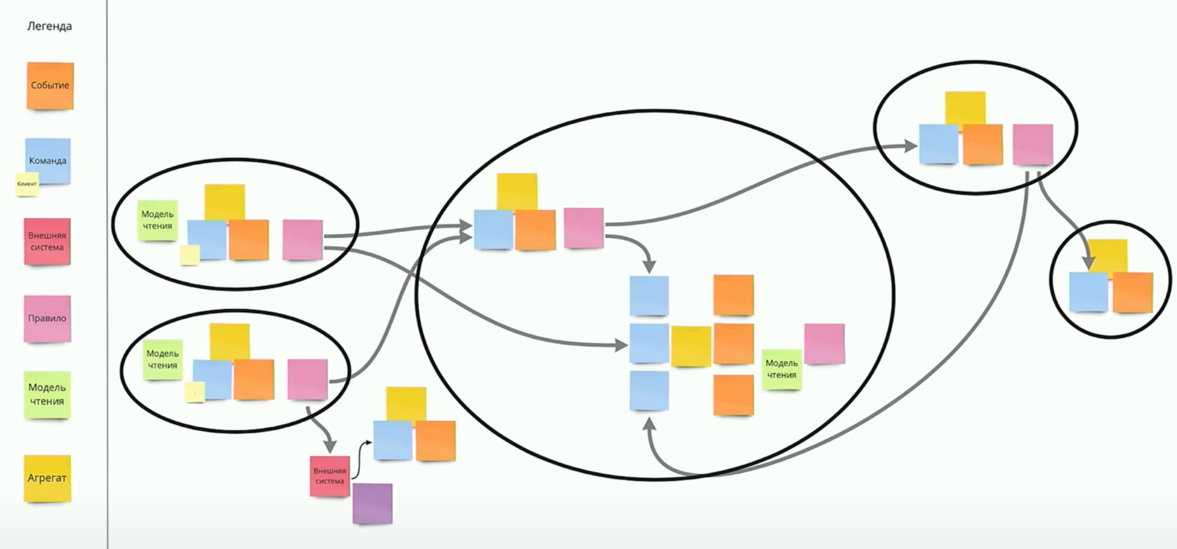 Легенда
Событие
Команда
Клиент
Внешняя
система
Правило
Модель
чтения
Агрегат
Модель
чтения
Модель
чтения
Внешняя
система
Модель
чтения